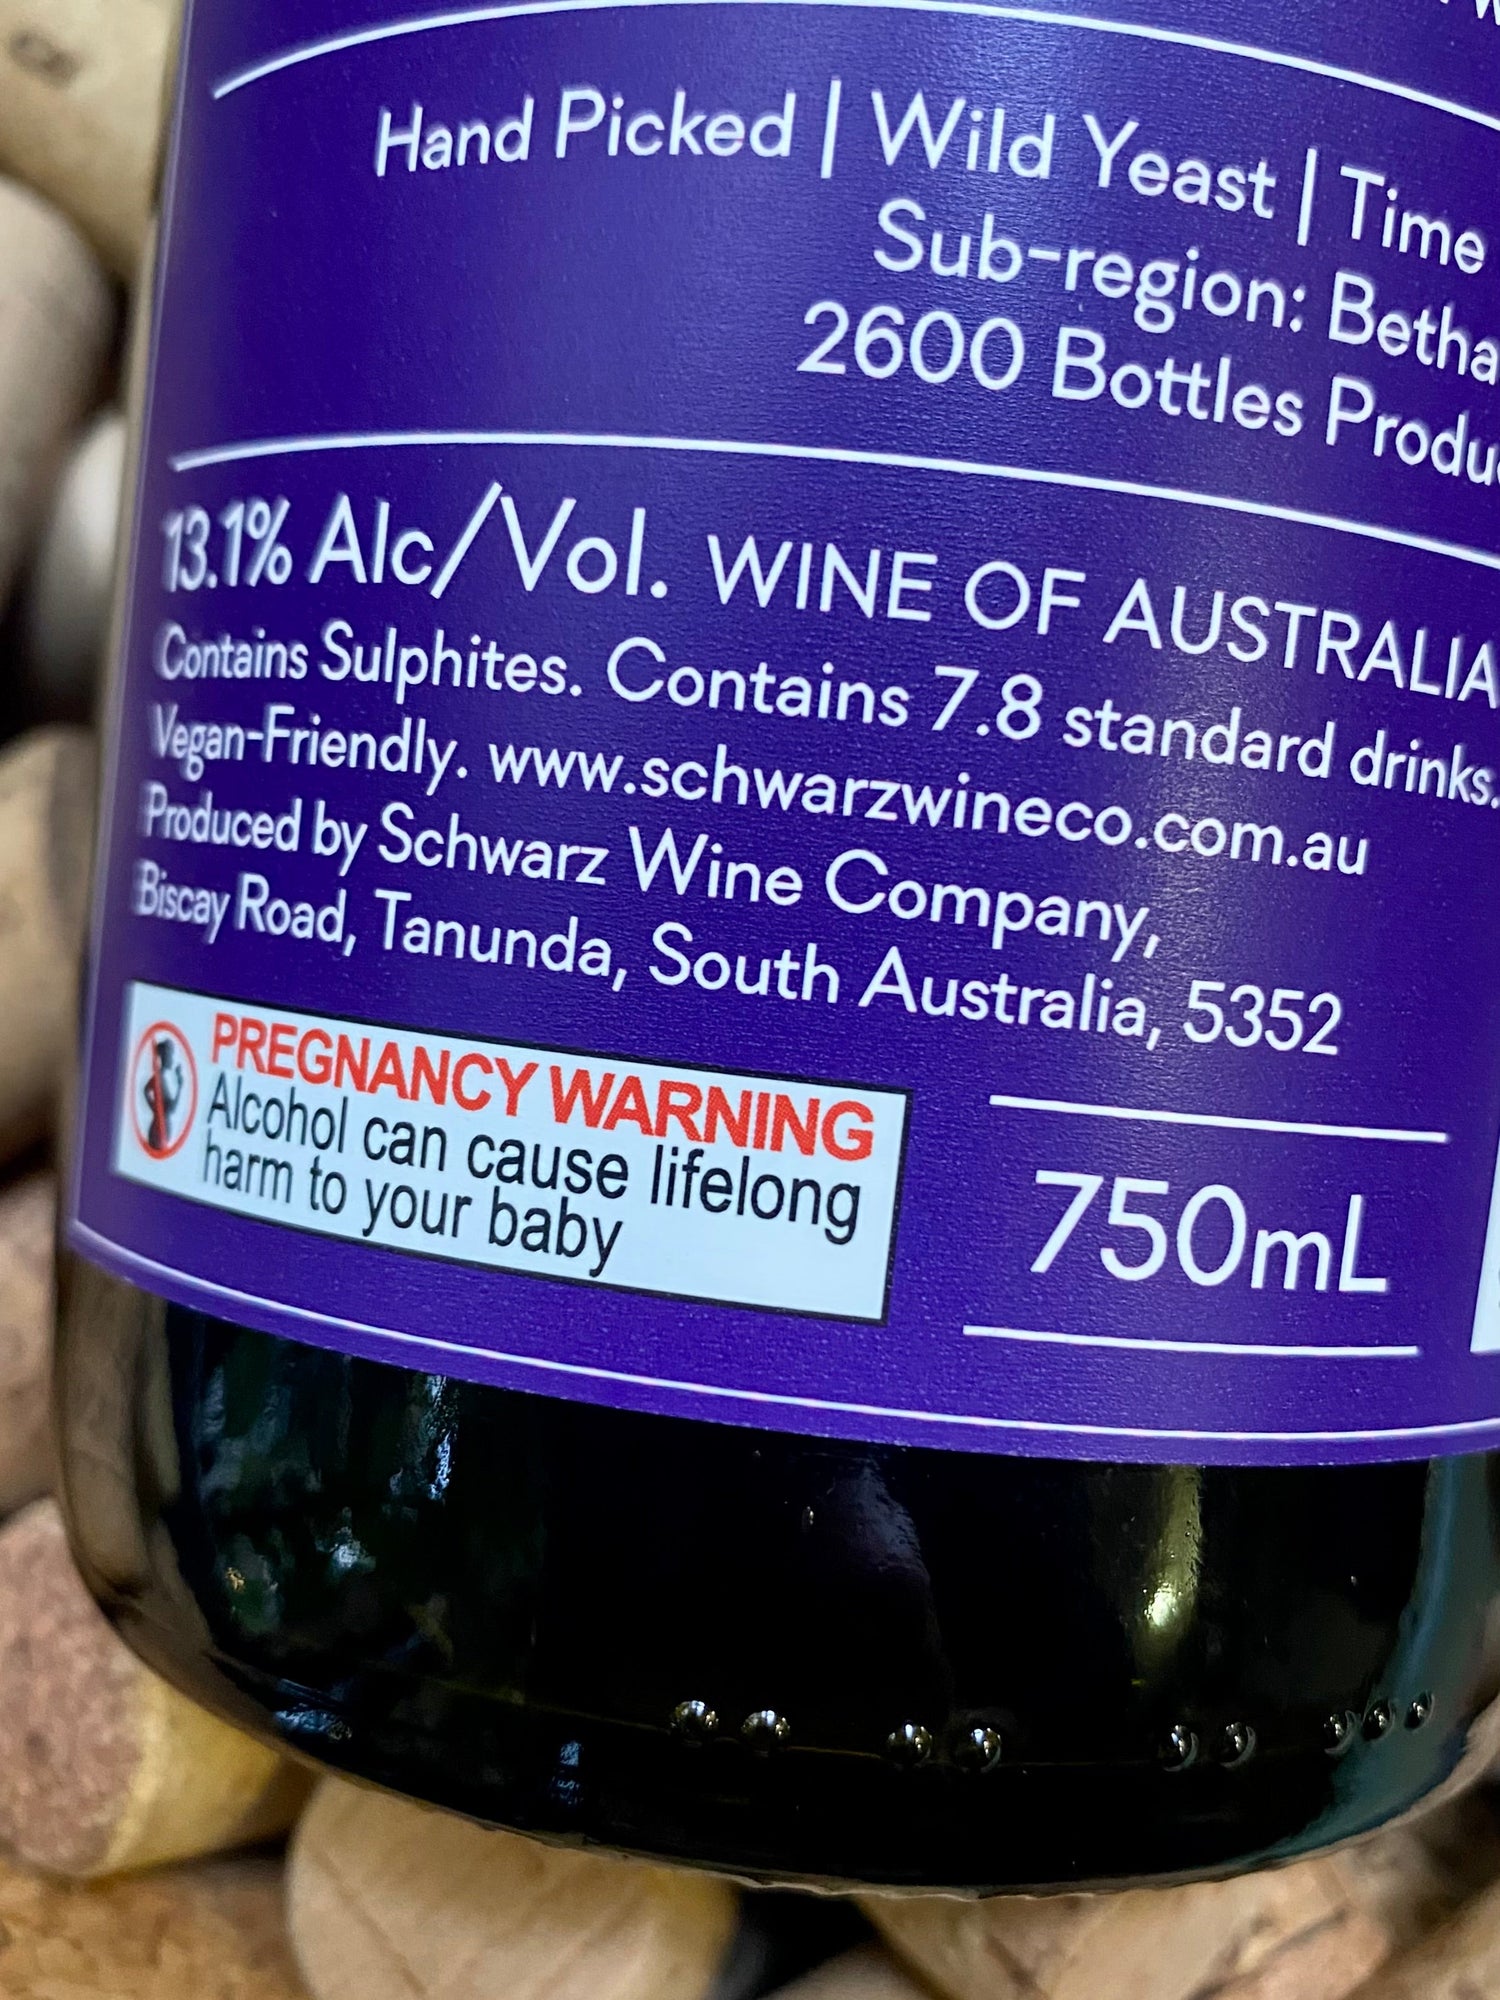 Hand Picked | Wild Yeast | Time
Sub-region: Betha
2600 Bottles Produ
13.1% Alc/Vol. WINE OF AUSTRALIA
Contains Sulphites. Contains 7.8 standard drinks.
Vegan-Friendly. www.schwarzwineco.com.au
Produced by Schwarz Wine Company,
Biscay Road, Tanunda, South Australia, 5352
PREGNANCY WARNING
Alcohol can cause lifelong
harm to your baby
750mL